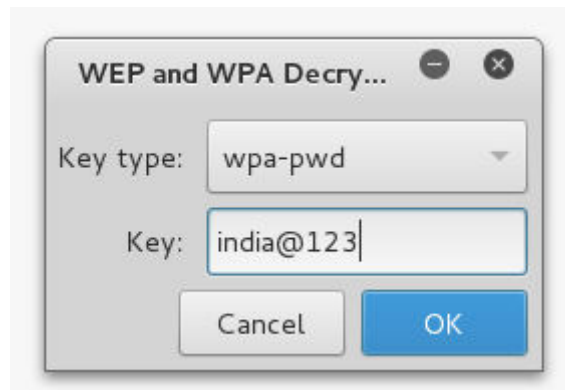 WEP and WPA Decry...
Key type: wpa-pwd
Key: india@123
Cancel OK